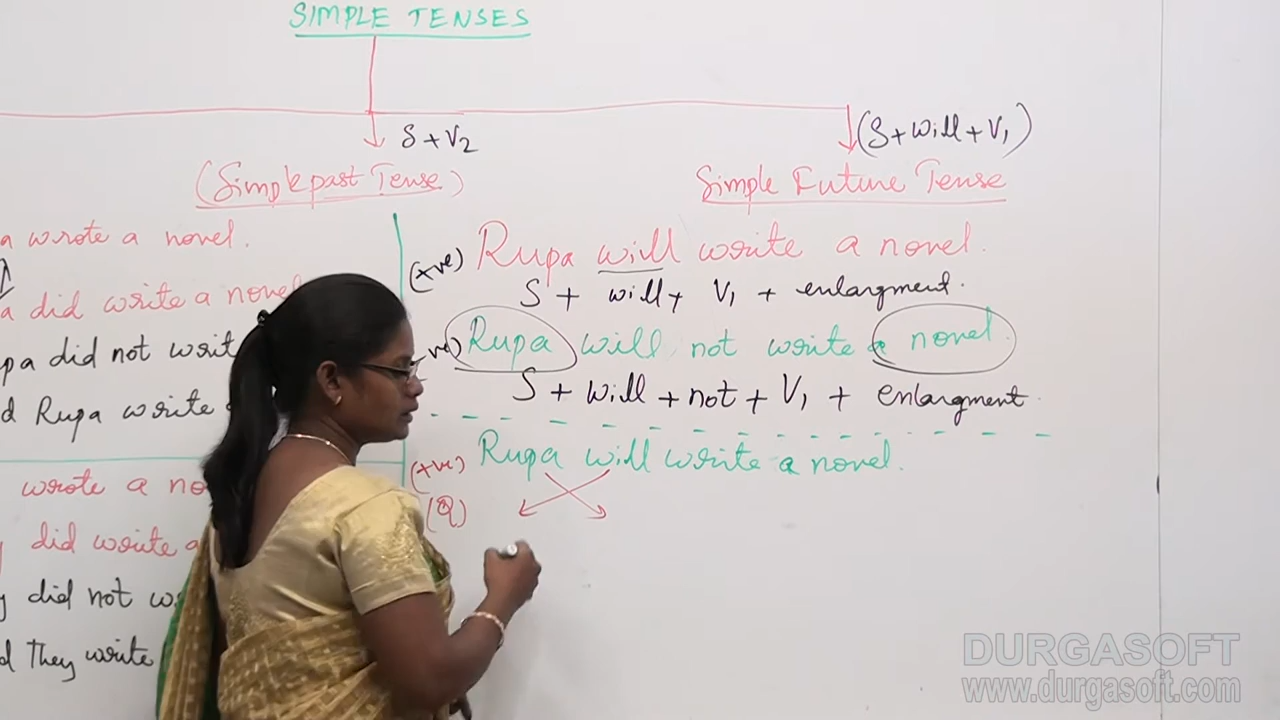 SIMPLE TENSES
S + V2
(S + will + V1)
(Simple past Tense)
Simple Future Tense
a wrote a novel.
a did write a novel
pa did not writ
d Rupa write
wrote a no
did write a
y did not w
d They write
(+ve) Rupa will write a novel.
S + will + V1 + enlargment.
ve) Rupa will not write a novel.
S + will + not + V1 + enlargment.
(+ve) Rupa will write a novel.
(Q)
DURGASOFT
www.durgasoft.com